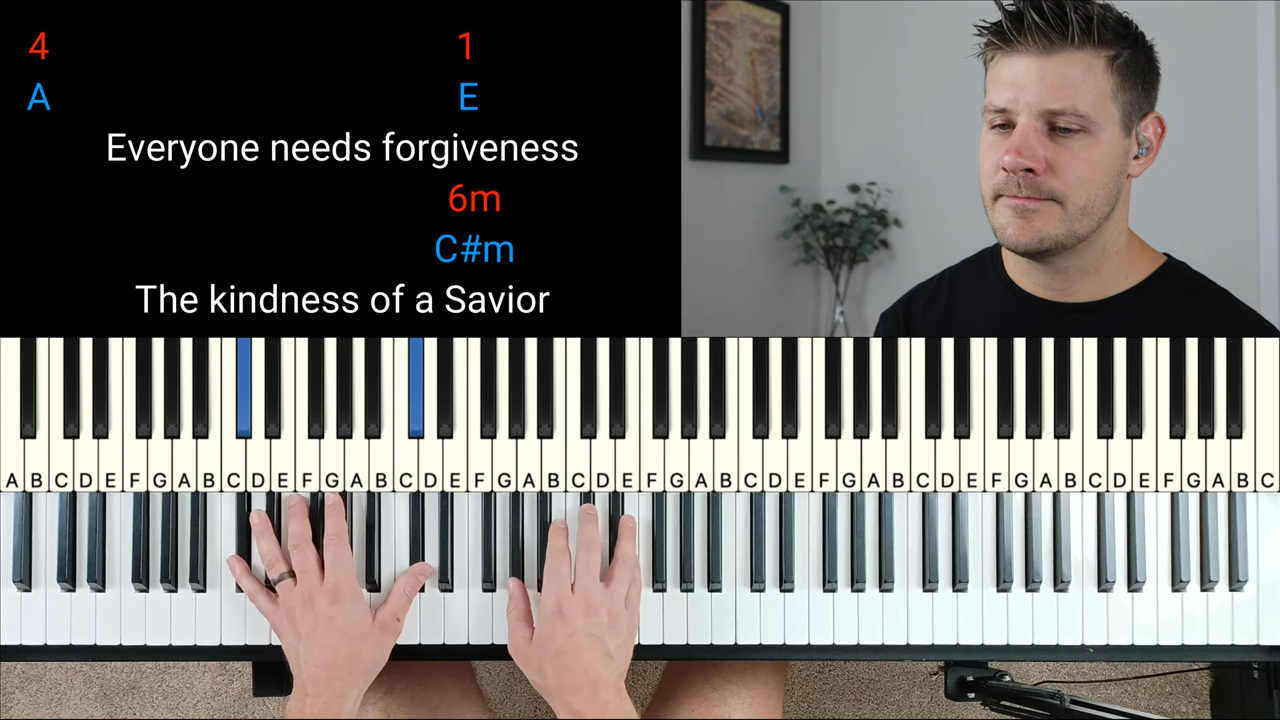 4 1
A E
Everyone needs forgiveness
6m
C#m
The kindness of a Savior
A B C D E F G A B C D E F G A B C D E F G A B C D E F G A B C D E F G A B C D E F G A B C D E F G A B C